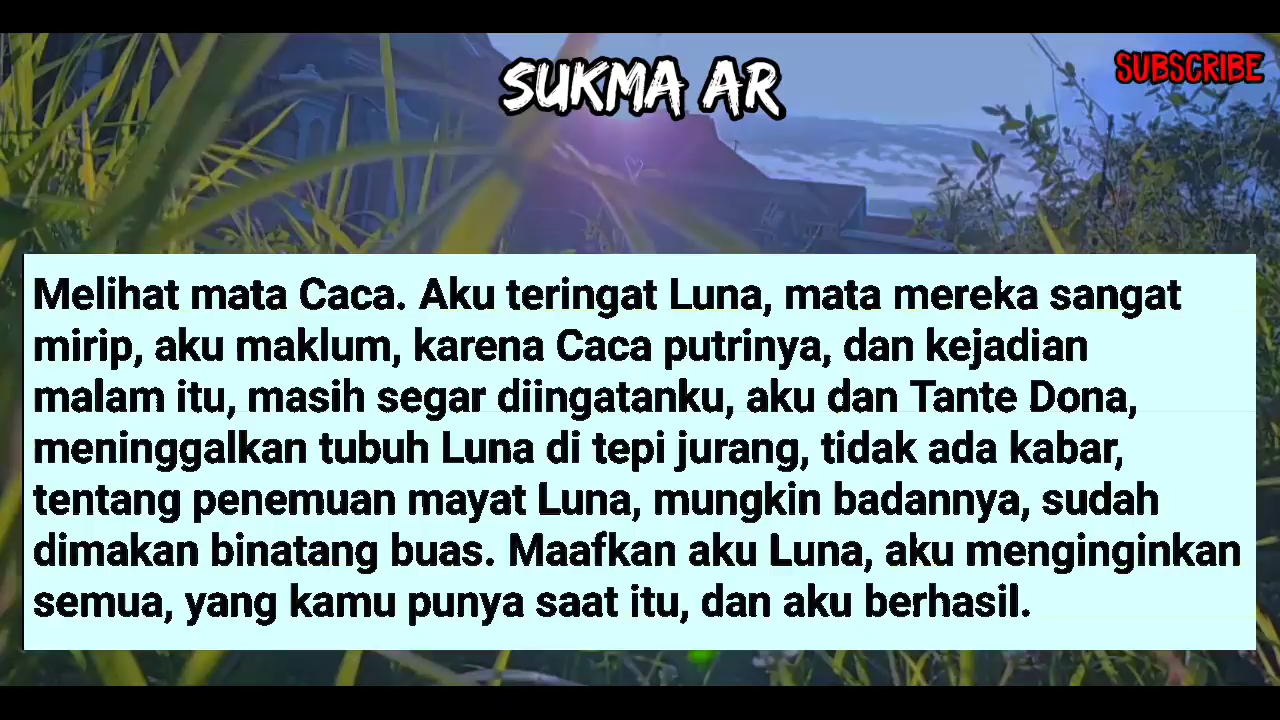 SUKMA AR
SUBSCRIBE
Melihat mata Caca. Aku teringat Luna, mata mereka sangat
mirip, aku maklum, karena Caca putrinya, dan kejadian
malam itu, masih segar diingatanku, aku dan Tante Dona,
meninggalkan tubuh Luna di tepi jurang, tidak ada kabar,
tentang penemuan mayat Luna, mungkin badannya, sudah
dimakan binatang buas. Maafkan aku Luna, aku menginginkan
semua, yang kamu punya saat itu, dan aku berhasil.